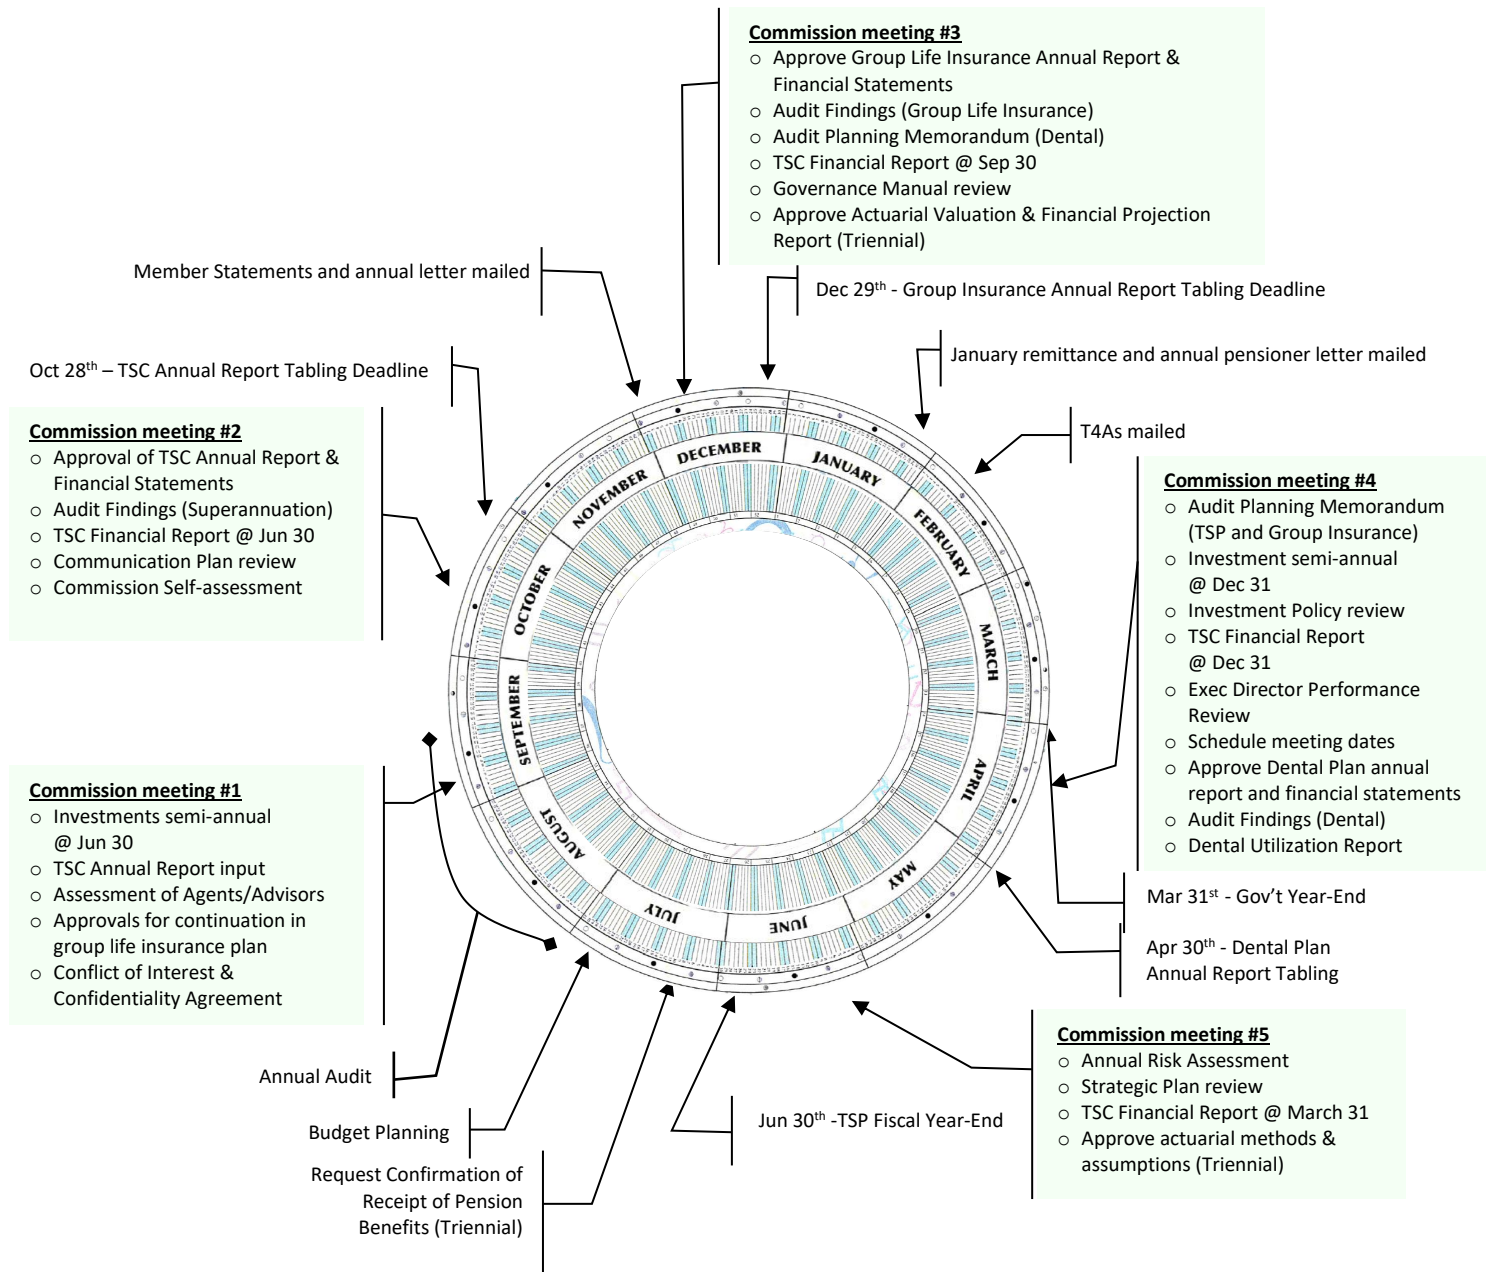 Commission meeting #3
o Approve Group Life Insurance Annual Report &
Financial Statements
o Audit Findings (Group Life Insurance)
o Audit Planning Memorandum (Dental)
o TSC Financial Report @ Sep 30
o Governance Manual review
o Approve Actuarial Valuation & Financial Projection
Report (Triennial)
Member Statements and annual letter mailed
Dec 29th - Group Insurance Annual Report Tabling Deadline
Oct 28th – TSC Annual Report Tabling Deadline
January remittance and annual pensioner letter mailed
T4As mailed
Commission meeting #2
o Approval of TSC Annual Report &
Financial Statements
o Audit Findings (Superannuation)
o TSC Financial Report @ Jun 30
o Communication Plan review
o Commission Self-assessment
Commission meeting #4
o Audit Planning Memorandum
(TSP and Group Insurance)
o Investment semi-annual
@ Dec 31
o Investment Policy review
o TSC Financial Report
@ Dec 31
o Exec Director Performance
Review
o Schedule meeting dates
o Approve Dental Plan annual
report and financial statements
o Audit Findings (Dental)
o Dental Utilization Report
DECEMBER
JANUARY
FEBRUARY
MARCH
APRIL
MAY
JUNE
JULY
AUGUST
SEPTEMBER
OCTOBER
NOVEMBER
Commission meeting #1
o Investments semi-annual
@ Jun 30
o TSC Annual Report input
o Assessment of Agents/Advisors
o Approvals for continuation in
group life insurance plan
o Conflict of Interest &
Confidentiality Agreement
Mar 31st - Gov’t Year-End
Apr 30th - Dental Plan
Annual Report Tabling
Commission meeting #5
o Annual Risk Assessment
o Strategic Plan review
o TSC Financial Report @ March 31
o Approve actuarial methods &
assumptions (Triennial)
Annual Audit
Budget Planning
Jun 30th -TSP Fiscal Year-End
Request Confirmation of
Receipt of Pension
Benefits (Triennial)